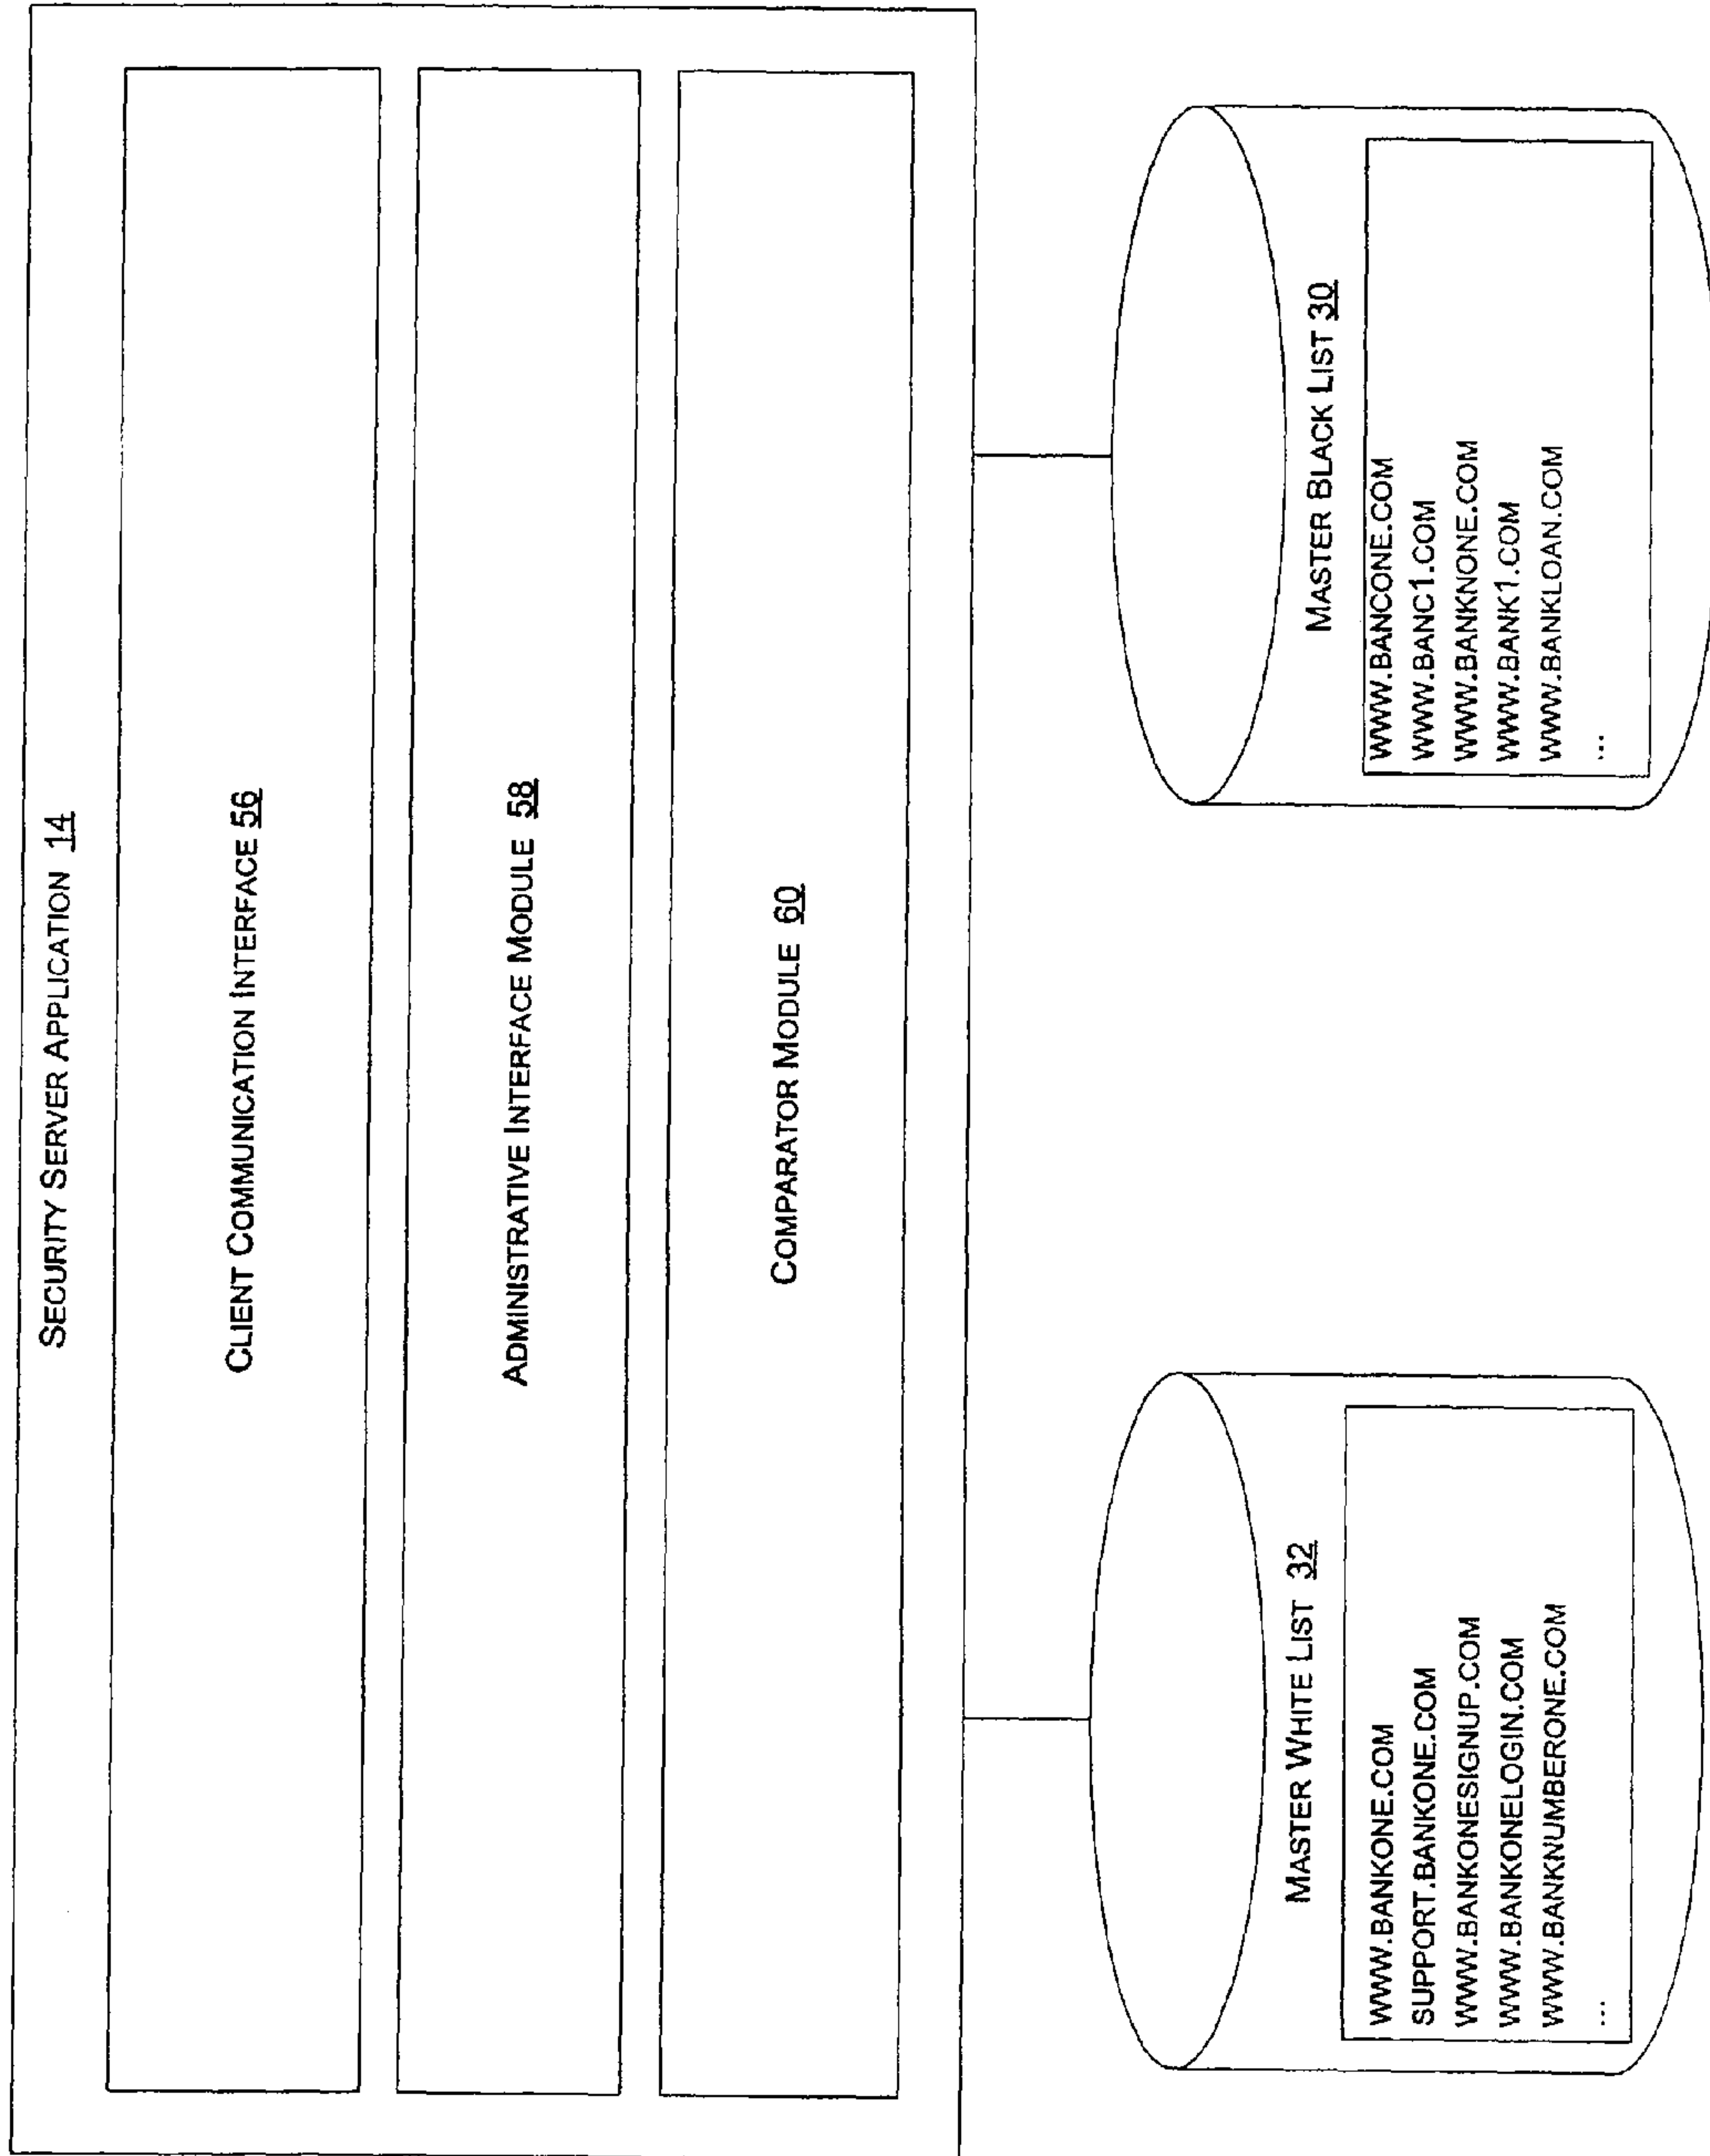 SECURITY SERVER APPLICATION 14
CLIENT COMMUNICATION INTERFACE 56
ADMINISTRATIVE INTERFACE MODULE 58
COMPARATOR MODULE 60
MASTER WHITE LIST 32
WWW.BANKONE.COM
SUPPORT.BANKONE.COM
WWW.BANKONESIGNUP.COM
WWW.BANKONELOGIN.COM
WWW.BANKNUMBERONE.COM
...
MASTER BLACK LIST 30
WWW.BANCONE.COM
WWW.BANC1.COM
WWW.BANKNONE.COM
WWW.BANK1.COM
WWW.BANKLOAN.COM
...